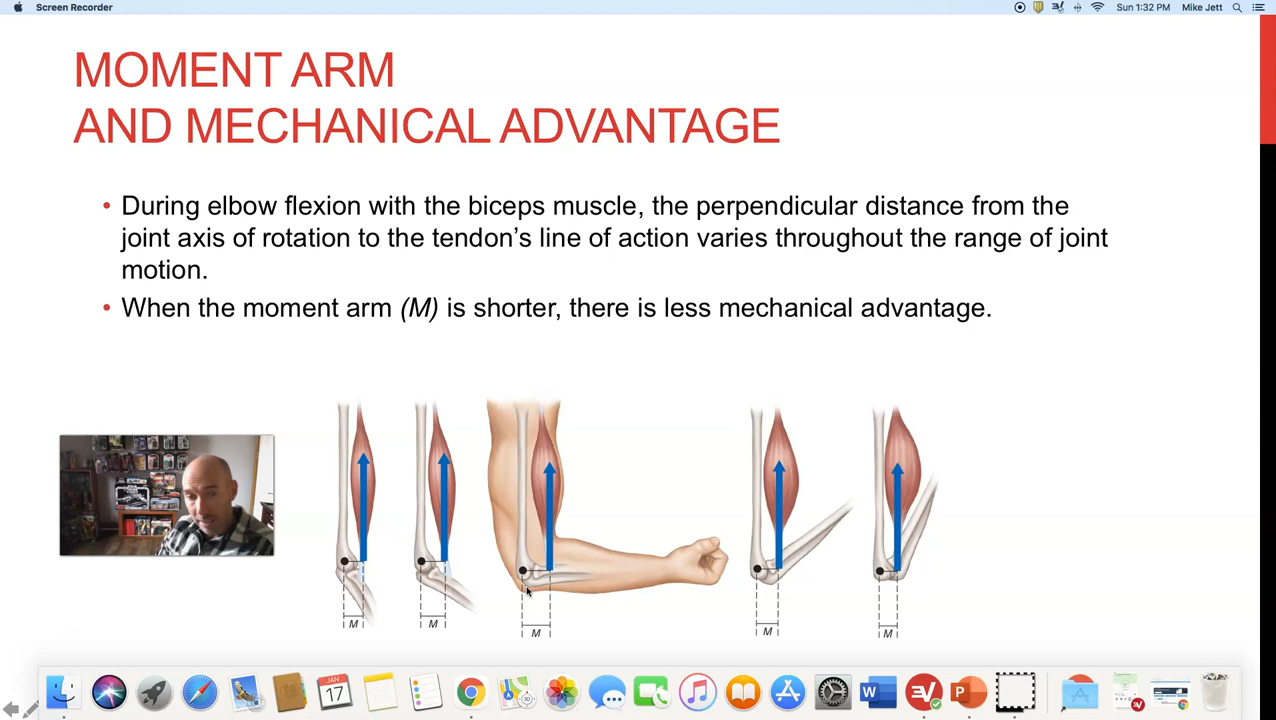 Screen Recorder
Sun 1:32 PM
Mike Jett
MOMENT ARM
AND MECHANICAL ADVANTAGE
• During elbow flexion with the biceps muscle, the perpendicular distance from the
joint axis of rotation to the tendon’s line of action varies throughout the range of joint
motion.
• When the moment arm (M) is shorter, there is less mechanical advantage.
M
M
M
M
M
JAN
17
W
P